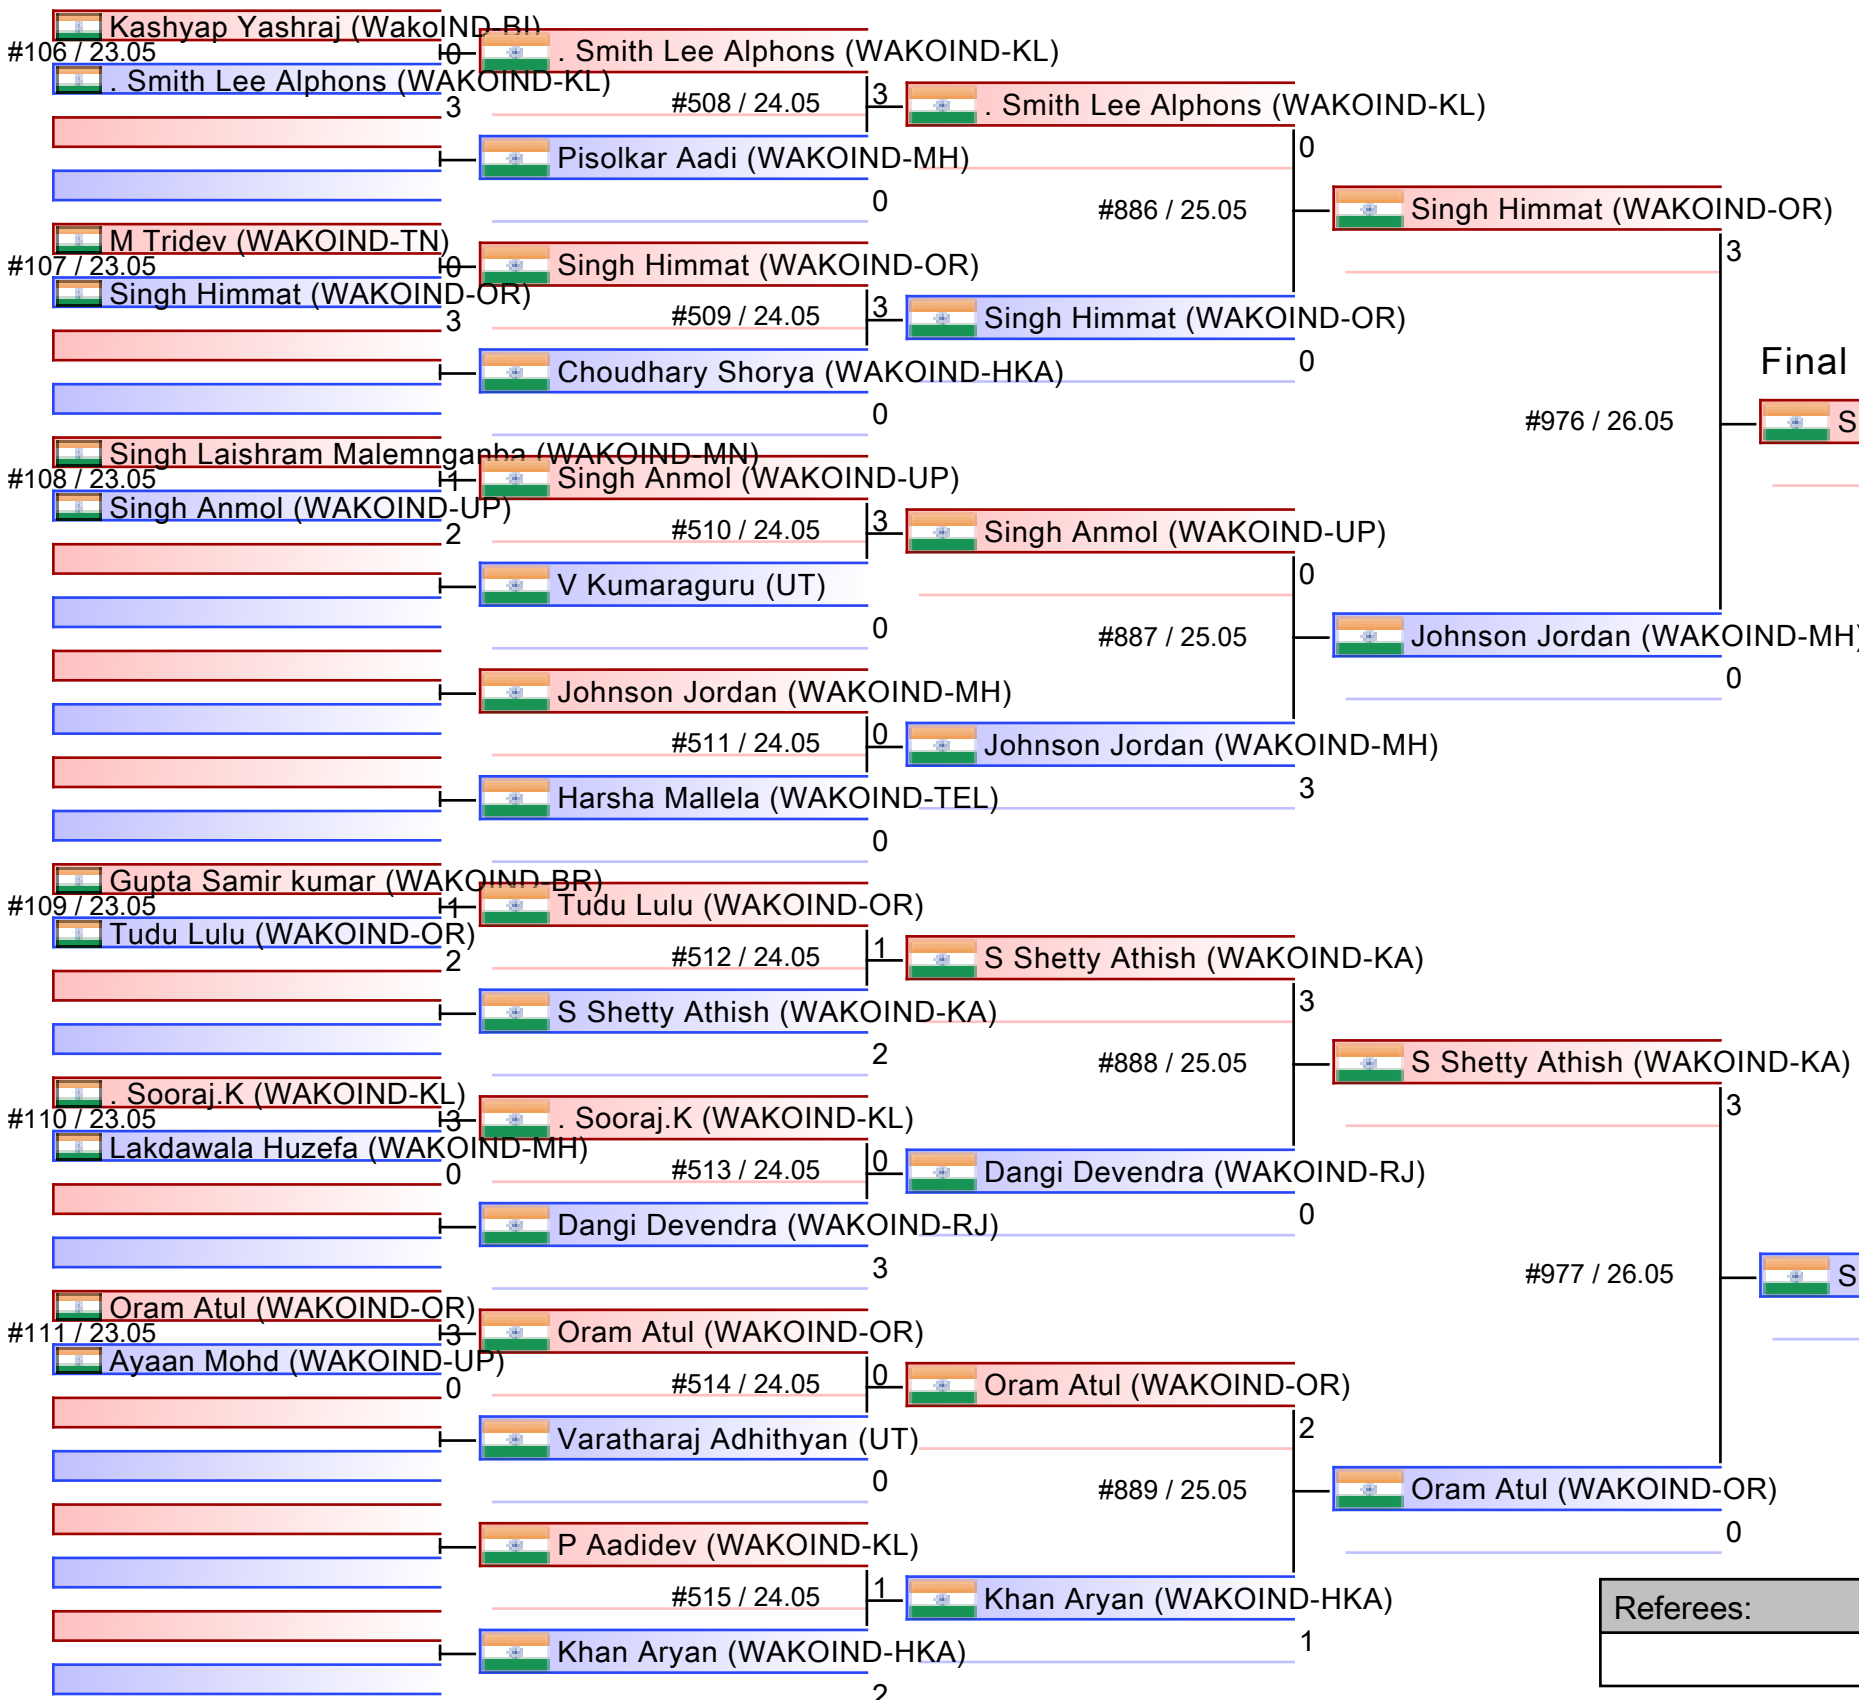 Kashyap Yashraj (WakoIND-BI)
#106 / 23.05
0
. Smith Lee Alphons (WAKOIND-KL)
3
M Tridev (WAKOIND-TN)
#107 / 23.05
0
Singh Himmat (WAKOIND-OR)
3
Singh Laishram Malemnganba (WAKOIND-MN)
#108 / 23.05
1
Singh Anmol (WAKOIND-UP)
2
Gupta Samir kumar (WAKOIND-BR)
#109 / 23.05
1
Tudu Lulu (WAKOIND-OR)
2
. Sooraj.K (WAKOIND-KL)
#110 / 23.05
3
Lakdawala Huzefa (WAKOIND-MH)
0
Oram Atul (WAKOIND-OR)
#111 / 23.05
3
Ayaan Mohd (WAKOIND-UP)
0
. Smith Lee Alphons (WAKOIND-KL)
#508 / 24.05
3
Pisolkar Aadi (WAKOIND-MH)
0
Singh Himmat (WAKOIND-OR)
#509 / 24.05
3
Choudhary Shorya (WAKOIND-HKA)
0
Singh Anmol (WAKOIND-UP)
#510 / 24.05
3
V Kumaraguru (UT)
0
Johnson Jordan (WAKOIND-MH)
#511 / 24.05
0
Harsha Mallela (WAKOIND-TEL)
0
Tudu Lulu (WAKOIND-OR)
#512 / 24.05
1
S Shetty Athish (WAKOIND-KA)
2
. Sooraj.K (WAKOIND-KL)
#513 / 24.05
0
Dangi Devendra (WAKOIND-RJ)
3
Oram Atul (WAKOIND-OR)
#514 / 24.05
0
Varatharaj Adhithyan (UT)
0
P Aadidev (WAKOIND-KL)
#515 / 24.05
1
Khan Aryan (WAKOIND-HKA)
2
. Smith Lee Alphons (WAKOIND-KL)
0
#886 / 25.05
Singh Himmat (WAKOIND-OR)
0
Singh Anmol (WAKOIND-UP)
0
#887 / 25.05
Johnson Jordan (WAKOIND-MH)
3
S Shetty Athish (WAKOIND-KA)
3
#888 / 25.05
Dangi Devendra (WAKOIND-RJ)
0
Oram Atul (WAKOIND-OR)
2
#889 / 25.05
Khan Aryan (WAKOIND-HKA)
1
Singh Himmat (WAKOIND-OR)
3
#976 / 26.05
Johnson Jordan (WAKOIND-MH)
0
S Shetty Athish (WAKOIND-KA)
3
#977 / 26.05
Oram Atul (WAKOIND-OR)
0
Final
S
S
Referees: